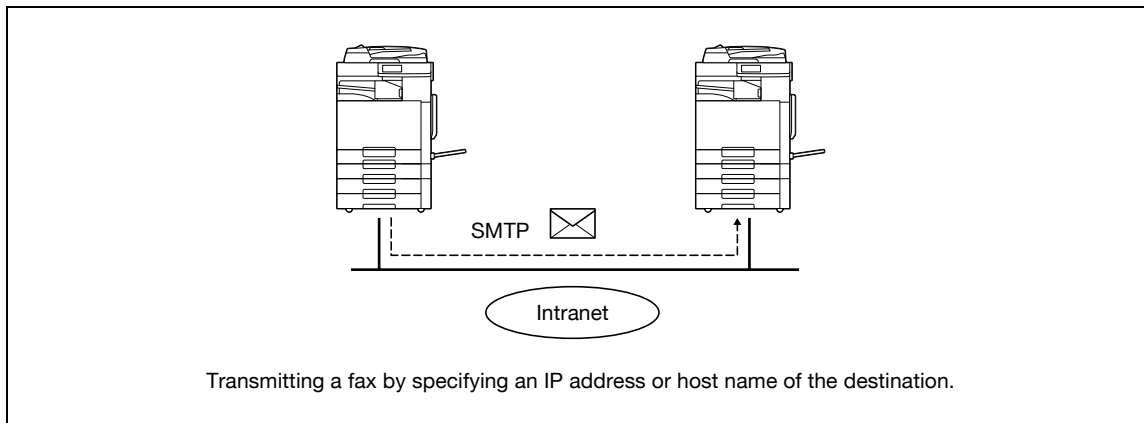 SMTP
Intranet
Transmitting a fax by specifying an IP address or host name of the destination.